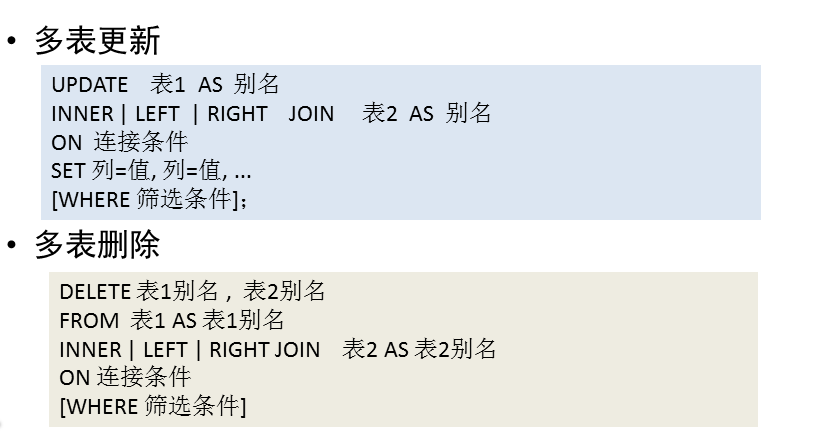 • 多表更新
UPDATE 表1 AS 别名
INNER | LEFT | RIGHT JOIN 表2 AS 别名
ON 连接条件
SET 列=值, 列=值, ...
[WHERE 筛选条件];
• 多表删除
DELETE 表1别名 , 表2别名
FROM 表1 AS 表1别名
INNER | LEFT | RIGHT JOIN 表2 AS 表2别名
ON 连接条件
[WHERE 筛选条件]